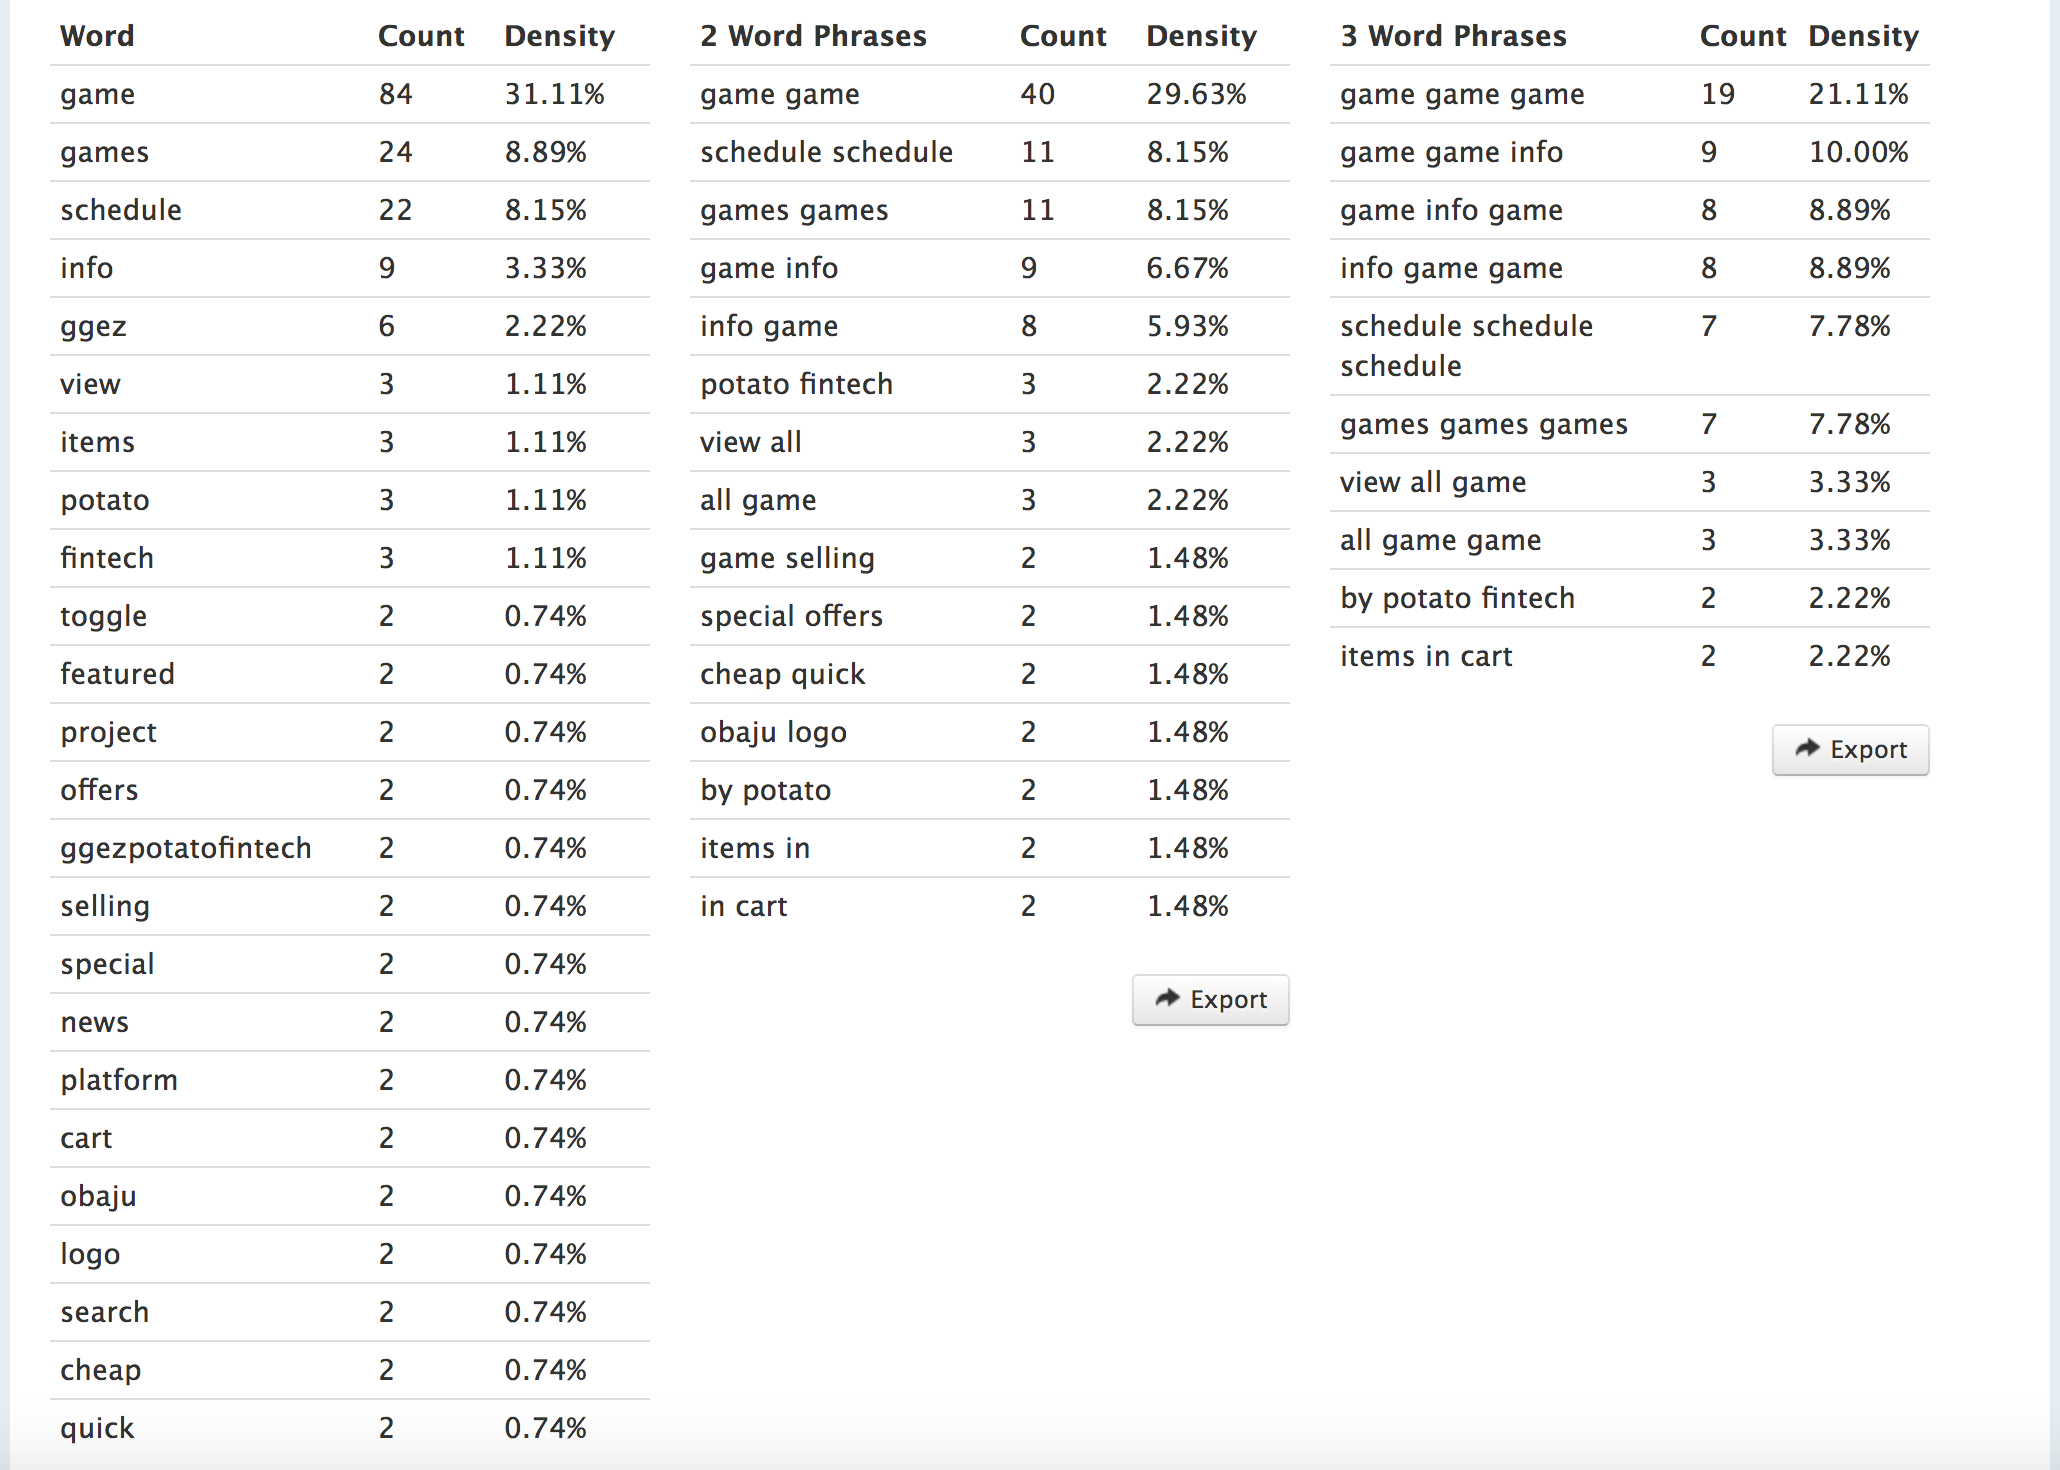 Word Count Density
game 84 31.11%
games 24 8.89%
schedule 22 8.15%
info 9 3.33%
ggez 6 2.22%
view 3 1.11%
items 3 1.11%
potato 3 1.11%
fintech 3 1.11%
toggle 2 0.74%
featured 2 0.74%
project 2 0.74%
offers 2 0.74%
ggezpotatofintech 2 0.74%
selling 2 0.74%
special 2 0.74%
news 2 0.74%
platform 2 0.74%
cart 2 0.74%
obaju 2 0.74%
logo 2 0.74%
search 2 0.74%
cheap 2 0.74%
quick 2 0.74%
2 Word Phrases Count Density
game game 40 29.63%
schedule schedule 11 8.15%
games games 11 8.15%
game info 9 6.67%
info game 8 5.93%
potato fintech 3 2.22%
view all 3 2.22%
all game 3 2.22%
game selling 2 1.48%
special offers 2 1.48%
cheap quick 2 1.48%
obaju logo 2 1.48%
by potato 2 1.48%
items in 2 1.48%
in cart 2 1.48%
Export
3 Word Phrases Count Density
game game game 19 21.11%
game game info 9 10.00%
game info game 8 8.89%
info game game 8 8.89%
schedule schedule 7 7.78%
schedule
games games games 7 7.78%
view all game 3 3.33%
all game game 3 3.33%
by potato fintech 2 2.22%
items in cart 2 2.22%
Export